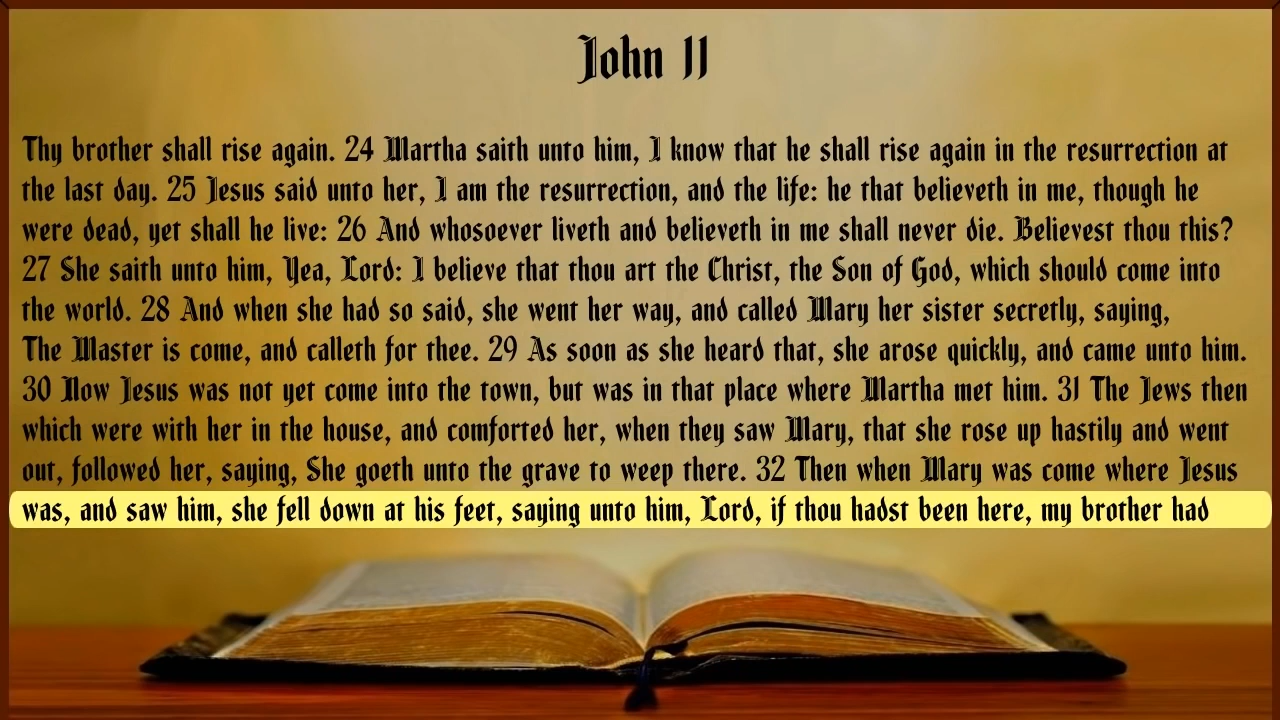 John 11
Thy brother shall rise again. 24 Martha saith unto him, I know that he shall rise again in the resurrection at
the last day. 25 Jesus said unto her, I am the resurrection, and the life: he that believeth in me, though he
were dead, yet shall he live: 26 And whosoever liveth and believeth in me shall never die. Believest thou this?
27 She saith unto him, Yea, Lord: I believe that thou art the Christ, the Son of God, which should come into
the world. 28 And when she had so said, she went her way, and called Mary her sister secretly, saying,
The Master is come, and calleth for thee. 29 As soon as she heard that, she arose quickly, and came unto him.
30 Now Jesus was not yet come into the town, but was in that place where Martha met him. 31 The Jews then
which were with her in the house, and comforted her, when they saw Mary, that she rose up hastily and went
out, followed her, saying, She goeth unto the grave to weep there. 32 Then when Mary was come where Jesus
was, and saw him, she fell down at his feet, saying unto him, Lord, if thou hadst been here, my brother had